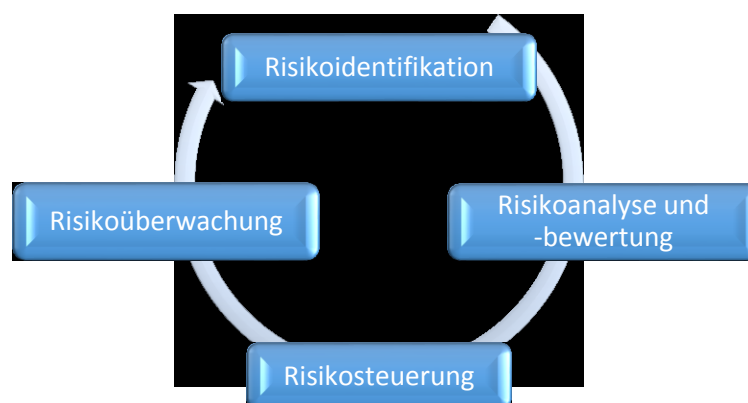 Risikoidentifikation
Risikoanalyse und
-bewertung
Risikosteuerung
Risikoüberwachung